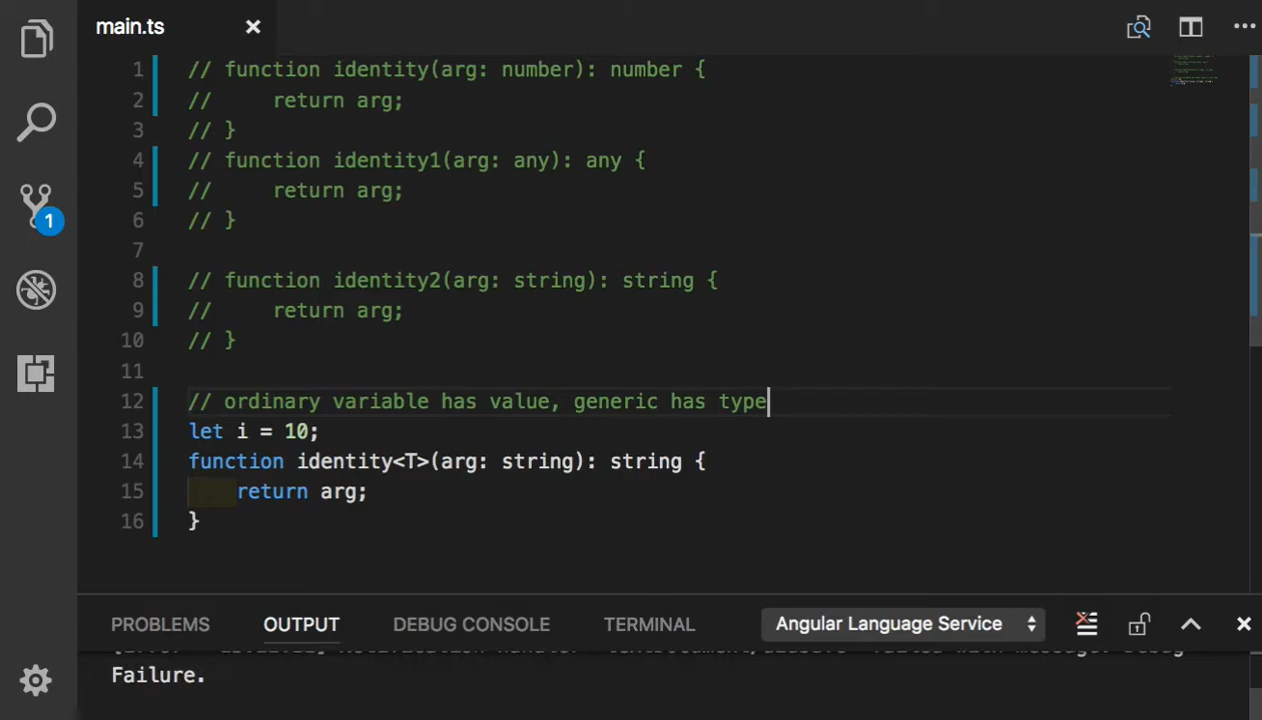 main.ts
1 // function identity(arg: number): number {
2 //     return arg;
3 // }
4 // function identity1(arg: any): any {
5 //     return arg;
6 // }
7
8 // function identity2(arg: string): string {
9 //     return arg;
10 // }
11
12 // ordinary variable has value, generic has type
13 let i = 10;
14 function identity<T>(arg: string): string {
15     return arg;
16 }
1
PROBLEMS OUTPUT DEBUG CONSOLE TERMINAL Angular Language Service
Failure.